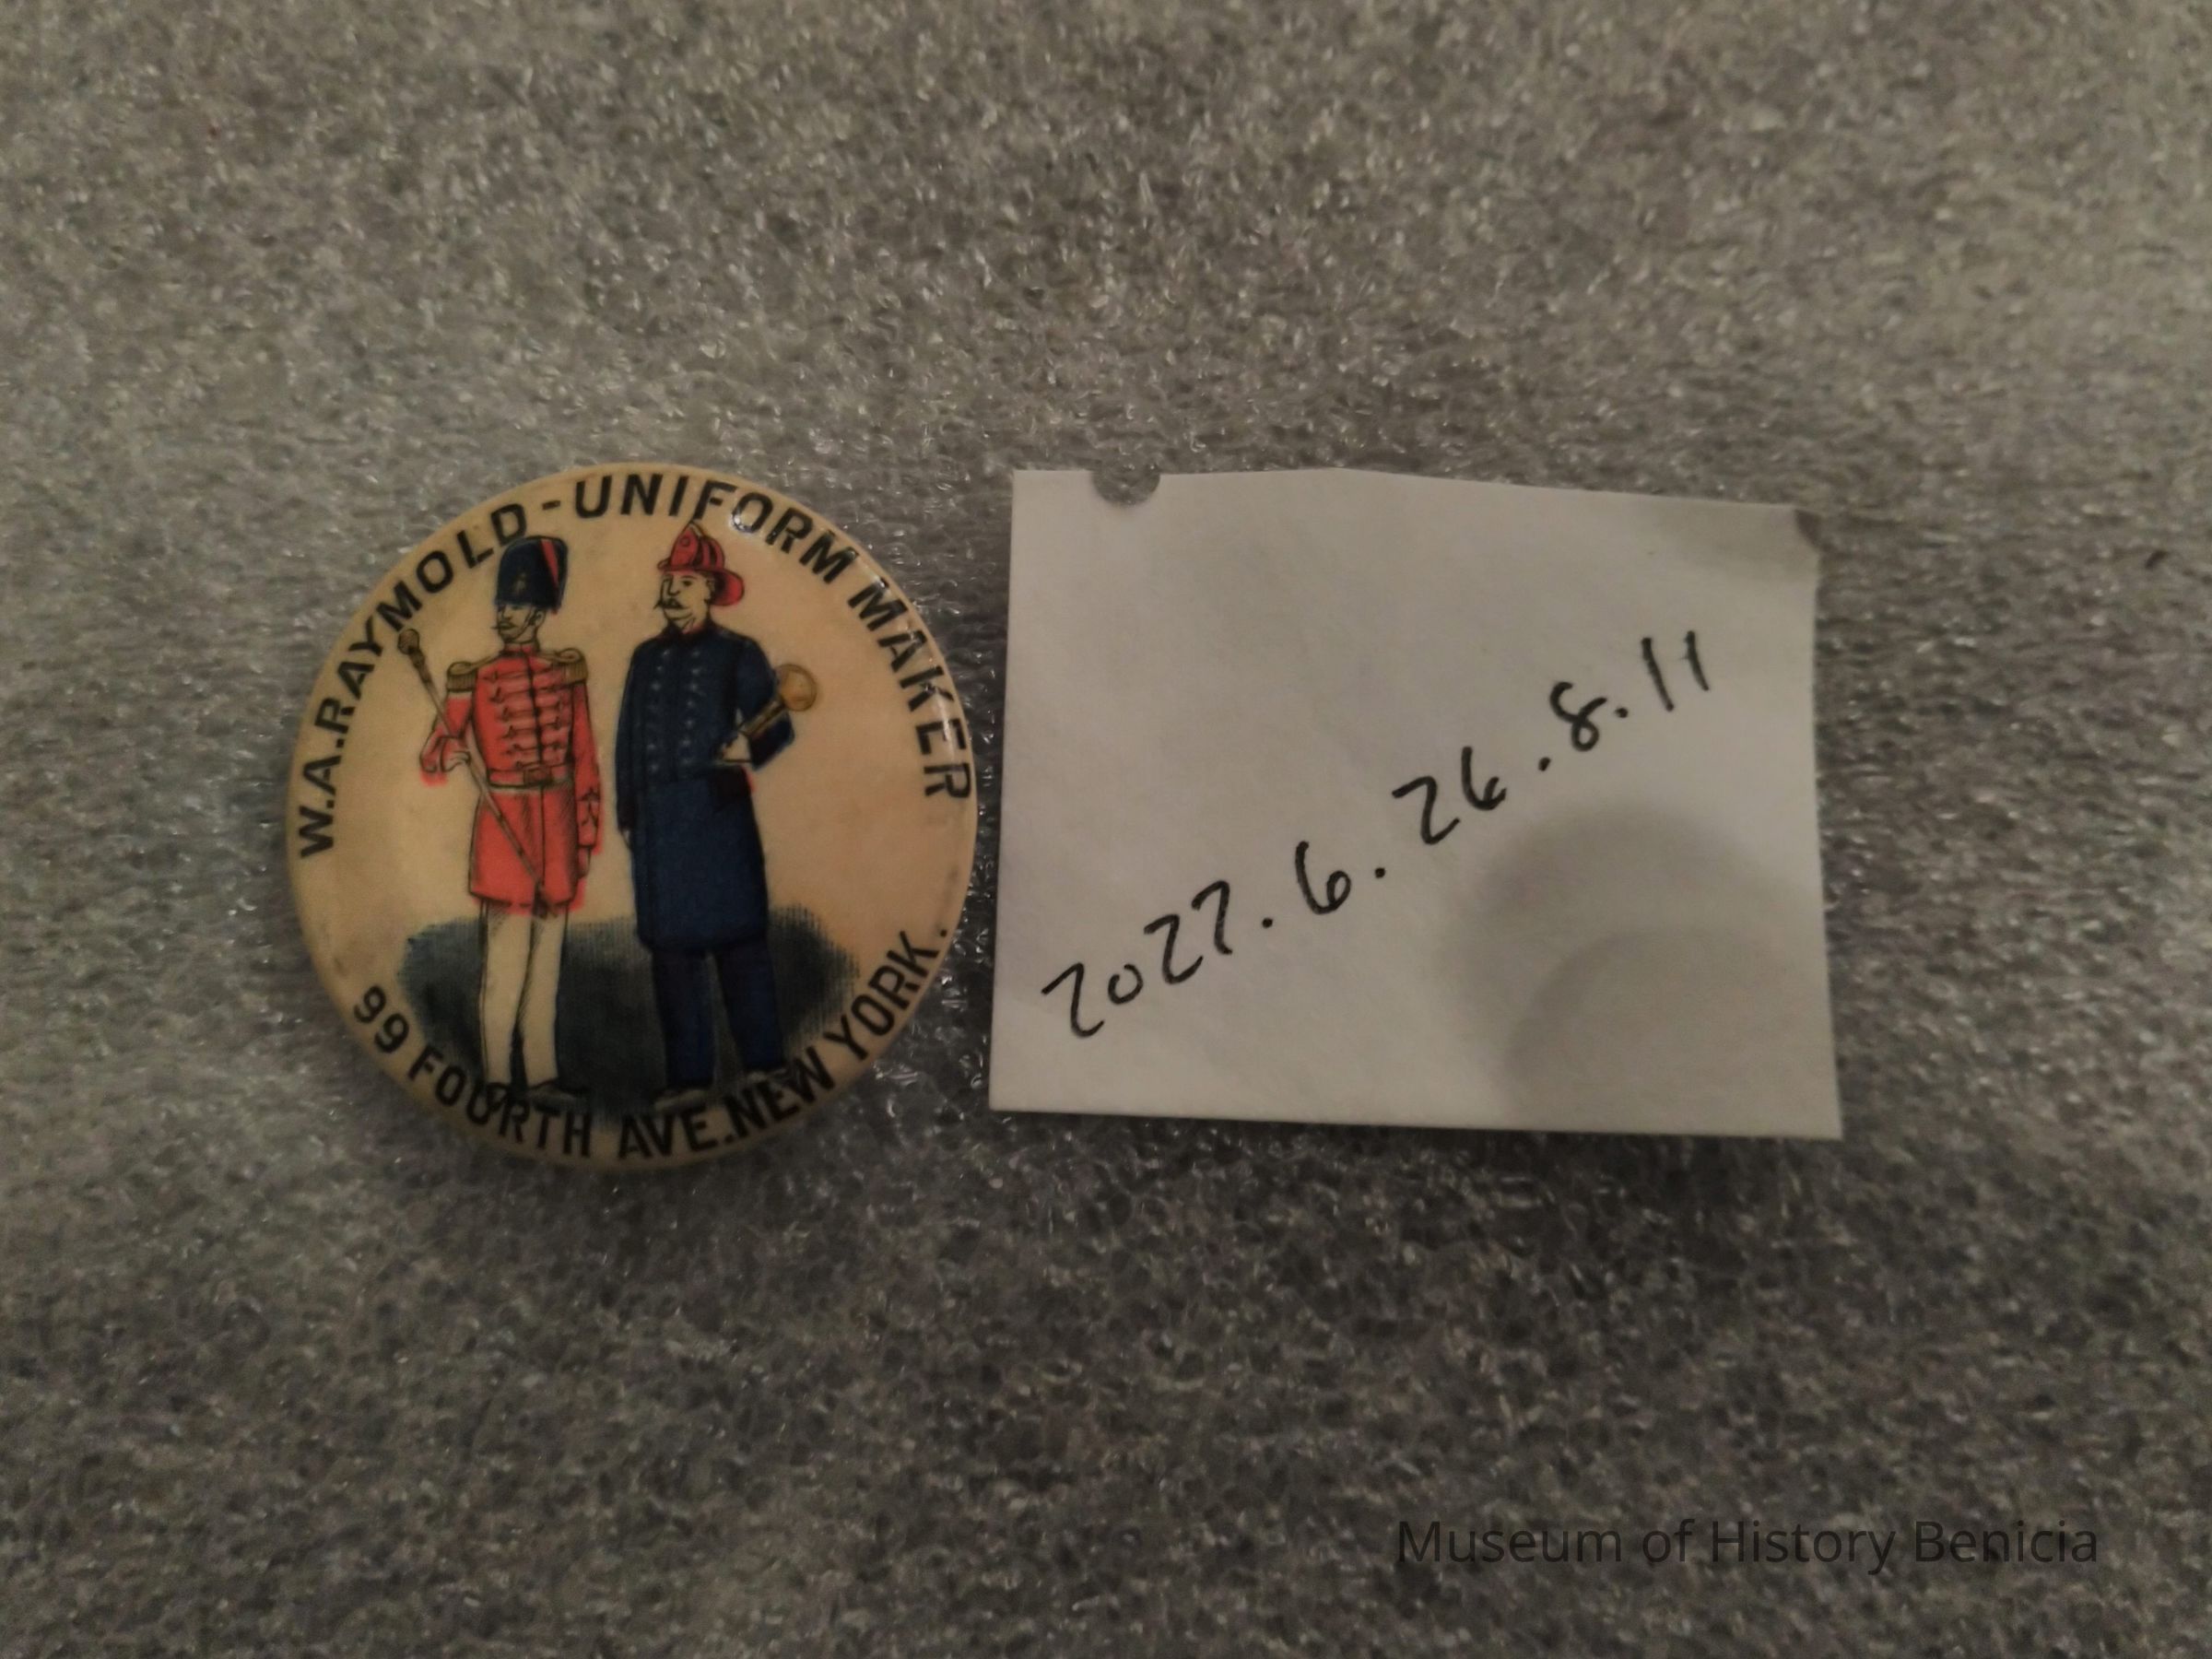 W.A.RAYMOLD-UNIFORM MAKER
99 FOURTH AVE. NEW YORK.
2022.6.26.8.11
Museum of History Benicia